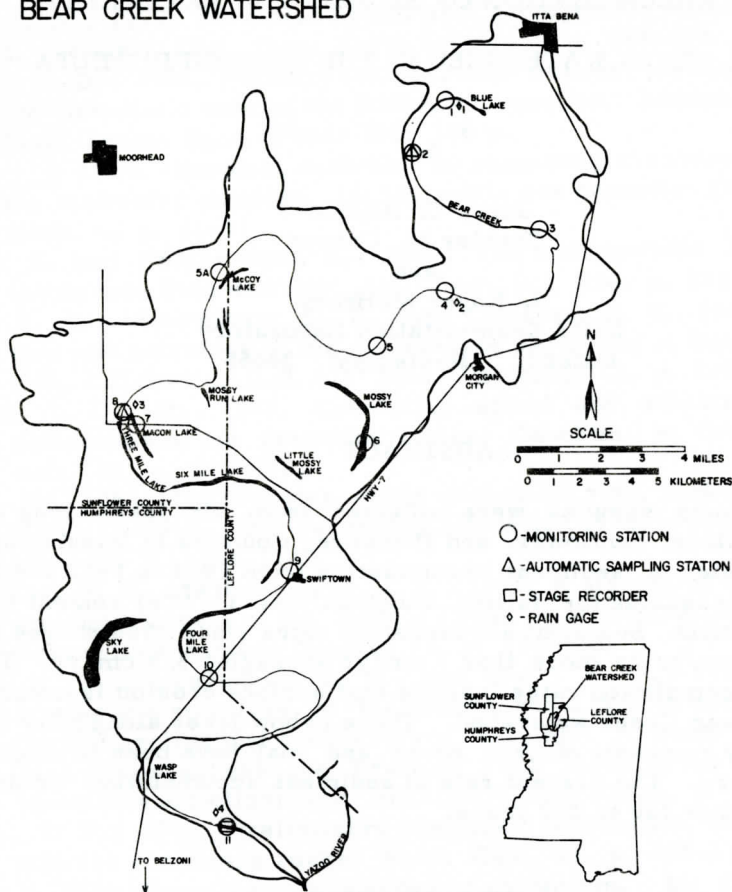 BEAR CREEK WATERSHED
ITTA BENA
BLUE LAKE
1
1
MOORHEAD
2
BEAR CREEK
3
5A
McCOY LAKE
4
2
5
N
MORGAN CITY
MOSSY RUN LAKE
MOSSY LAKE
8
3
7
MACON LAKE
6
SCALE
0 1 2 3 4 MILES
0 1 2 3 4 5 KILOMETERS
THREE MILE LAKE
LITTLE MOSSY LAKE
SIX MILE LAKE
HWY-7
SUNFLOWER COUNTY
HUMPHREYS COUNTY
LEFLORE COUNTY
-MONITORING STATION
-AUTOMATIC SAMPLING STATION
-STAGE RECORDER
-RAIN GAGE
9
SWIFTOWN
SKY LAKE
FOUR MILE LAKE
10
BEAR CREEK WATERSHED
SUNFLOWER COUNTY
LEFLORE COUNTY
HUMPHREYS COUNTY
WASP LAKE
4
11
YAZOO RIVER
TO BELZONI